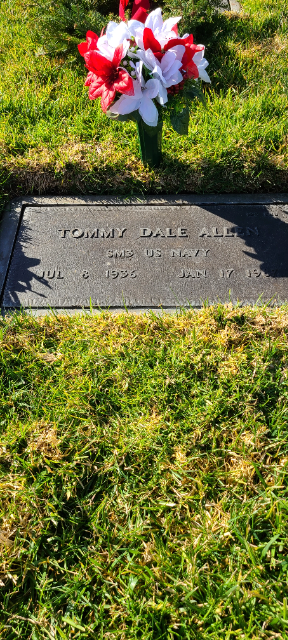 TOMMY DALE ALLEN
SM3 US NAVY
JUL 8 1936 JAN 17